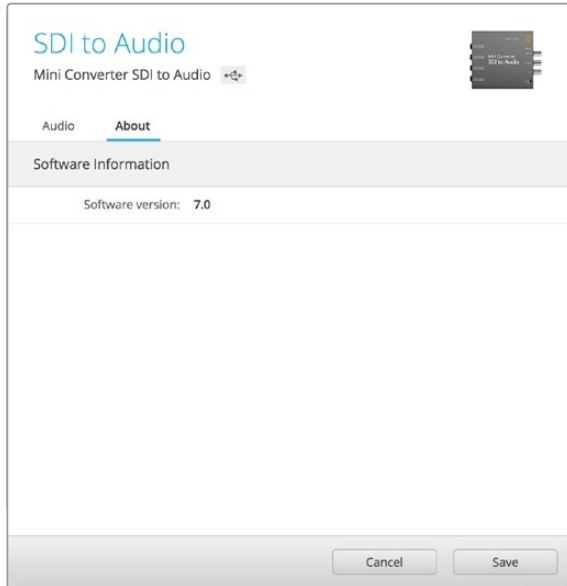 SDI to Audio
Mini Converter SDI to Audio
Audio About
Software Information
Software version: 7.0
Cancel Save